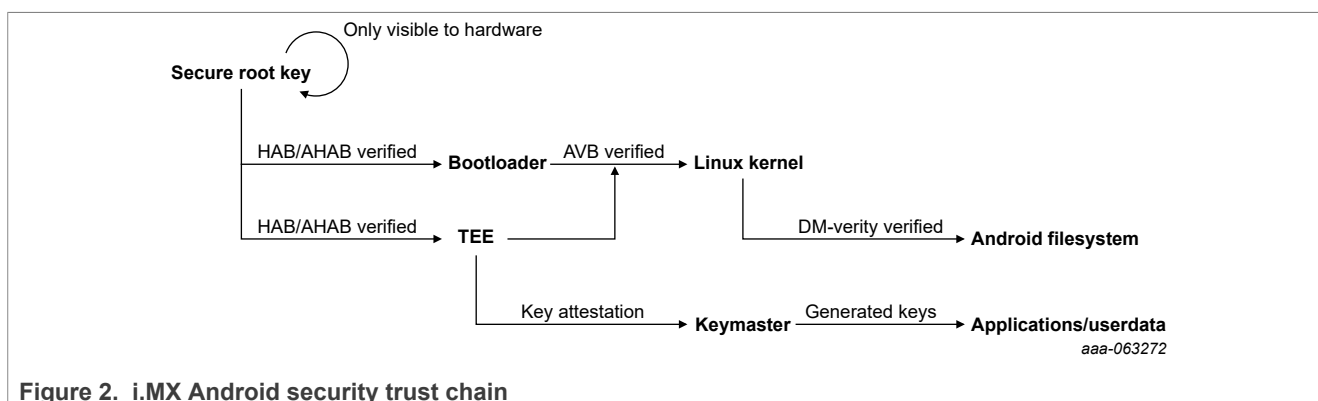 Only visible to hardware
Secure root key
HAB/AHAB verified
Bootloader
AVB verified
Linux kernel
HAB/AHAB verified
TEE
DM-verity verified
Android filesystem
Key attestation
Keymaster
Generated keys
Applications/userdata
aaa-063272
Figure 2. i.MX Android security trust chain